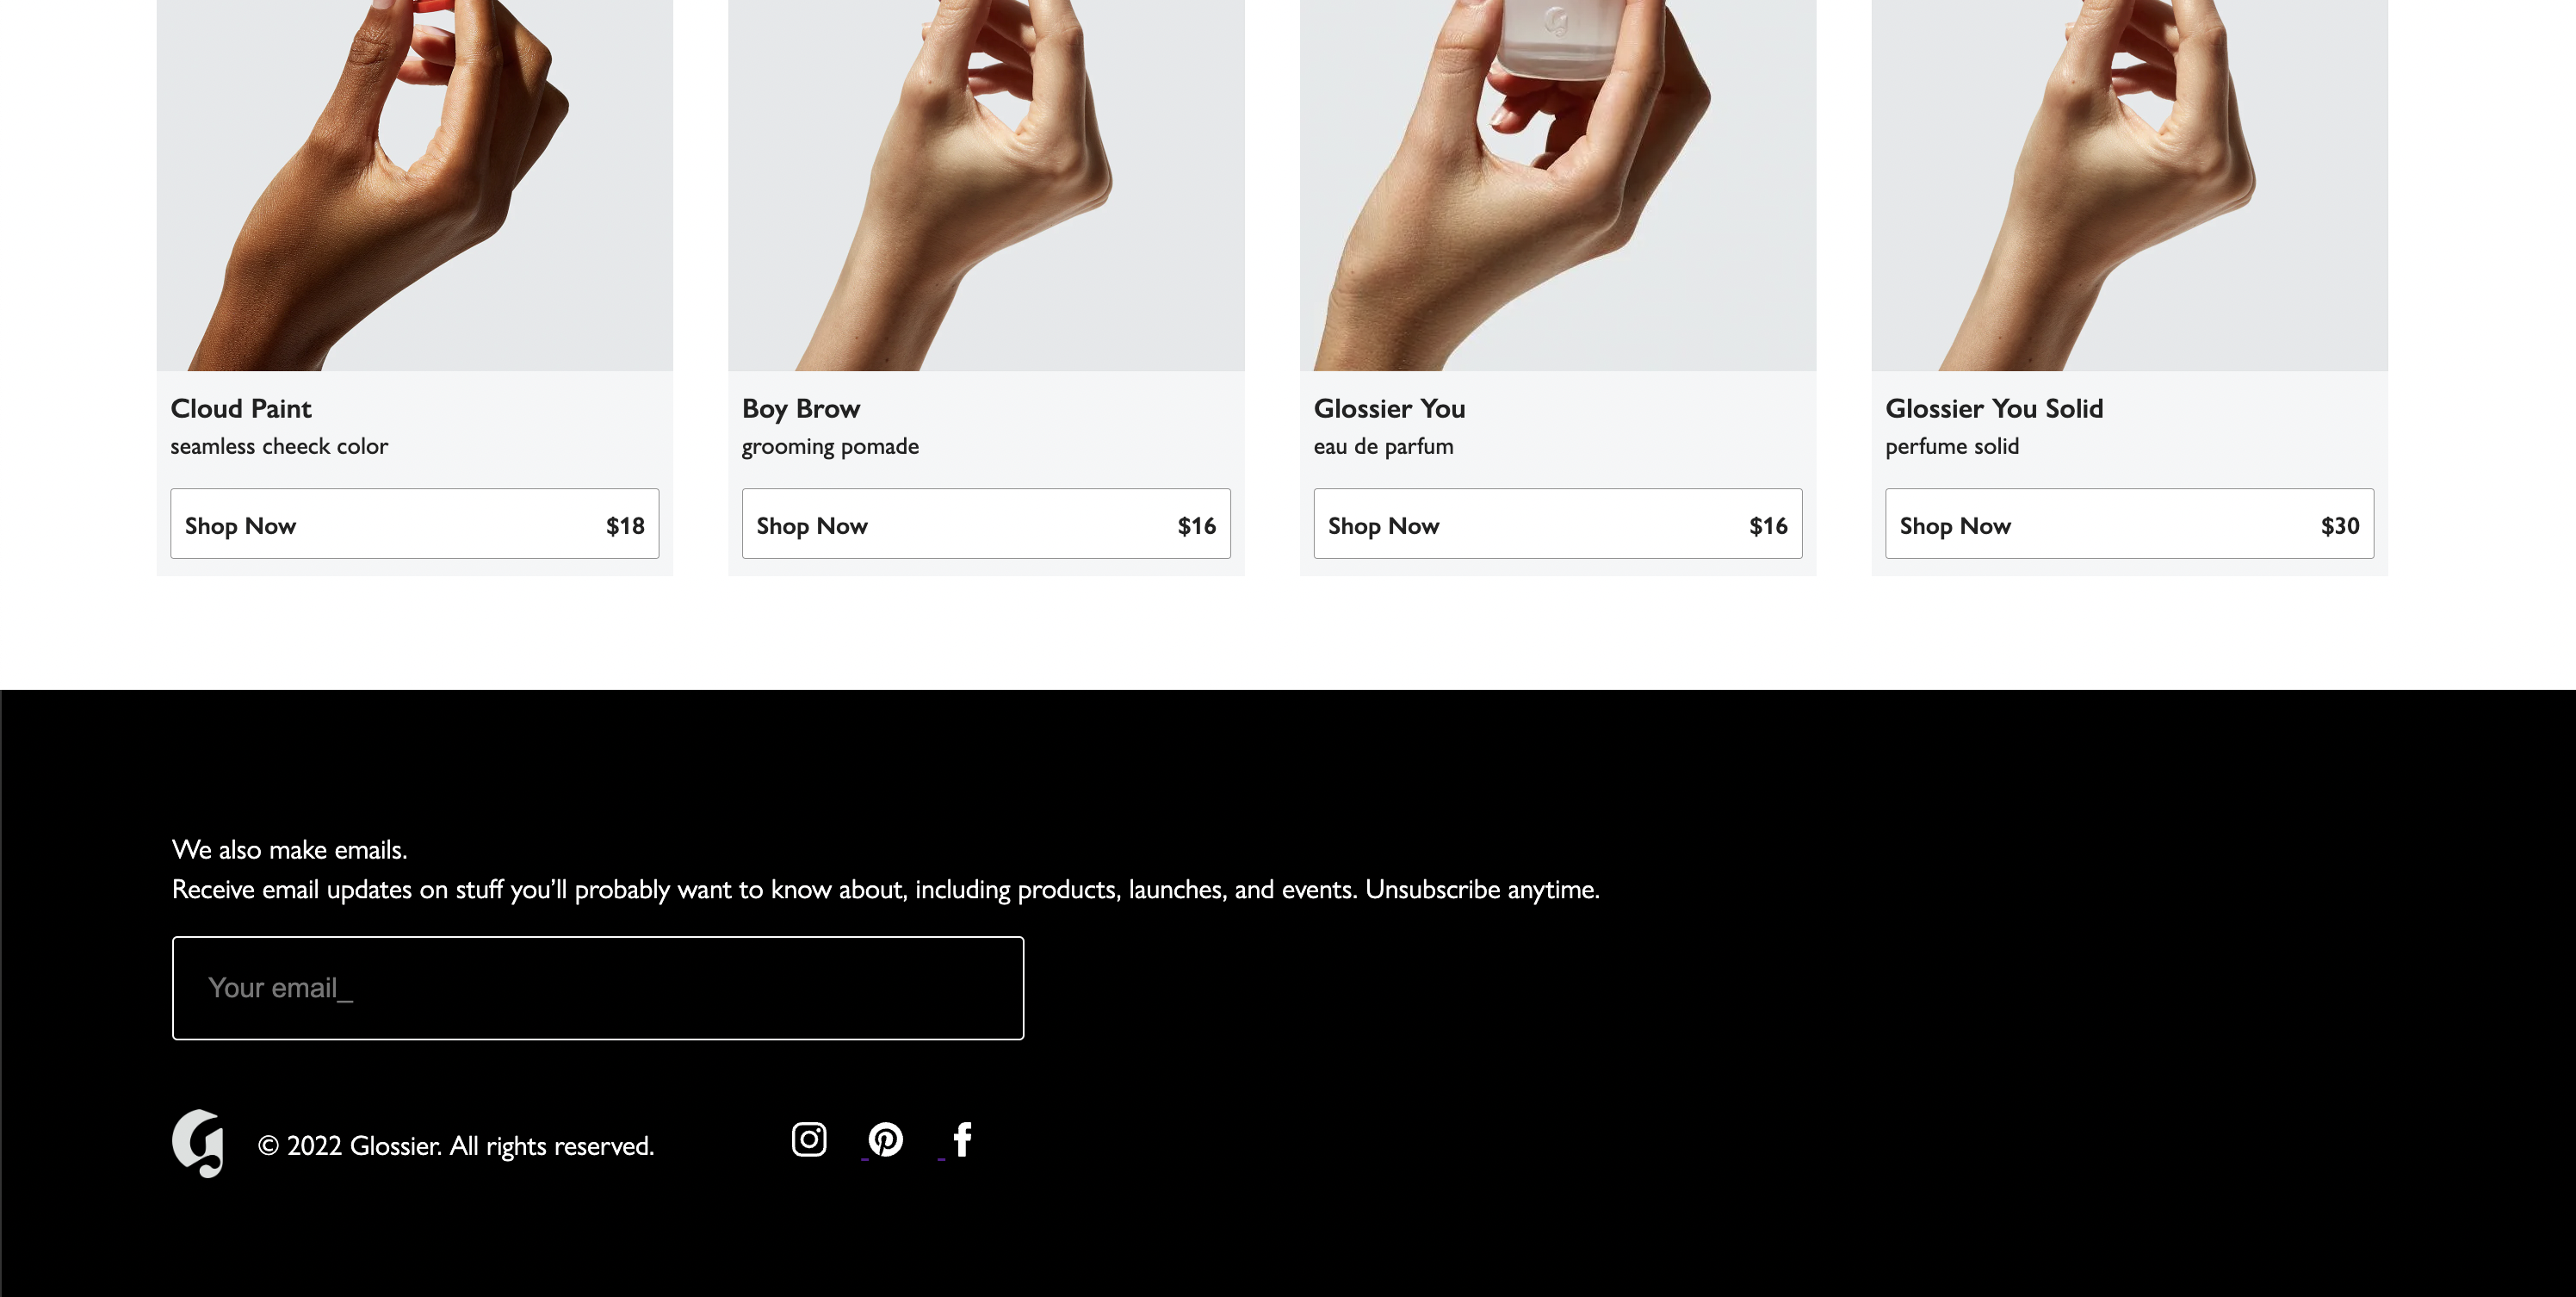 Cloud Paint
seamless cheeck color
Shop Now $18
Boy Brow
grooming pomade
Shop Now $16
Glossier You
eau de parfum
Shop Now $16
Glossier You Solid
perfume solid
Shop Now $30
We also make emails.
Receive email updates on stuff you’ll probably want to know about, including products, launches, and events. Unsubscribe anytime.
Your email_
© 2022 Glossier. All rights reserved.